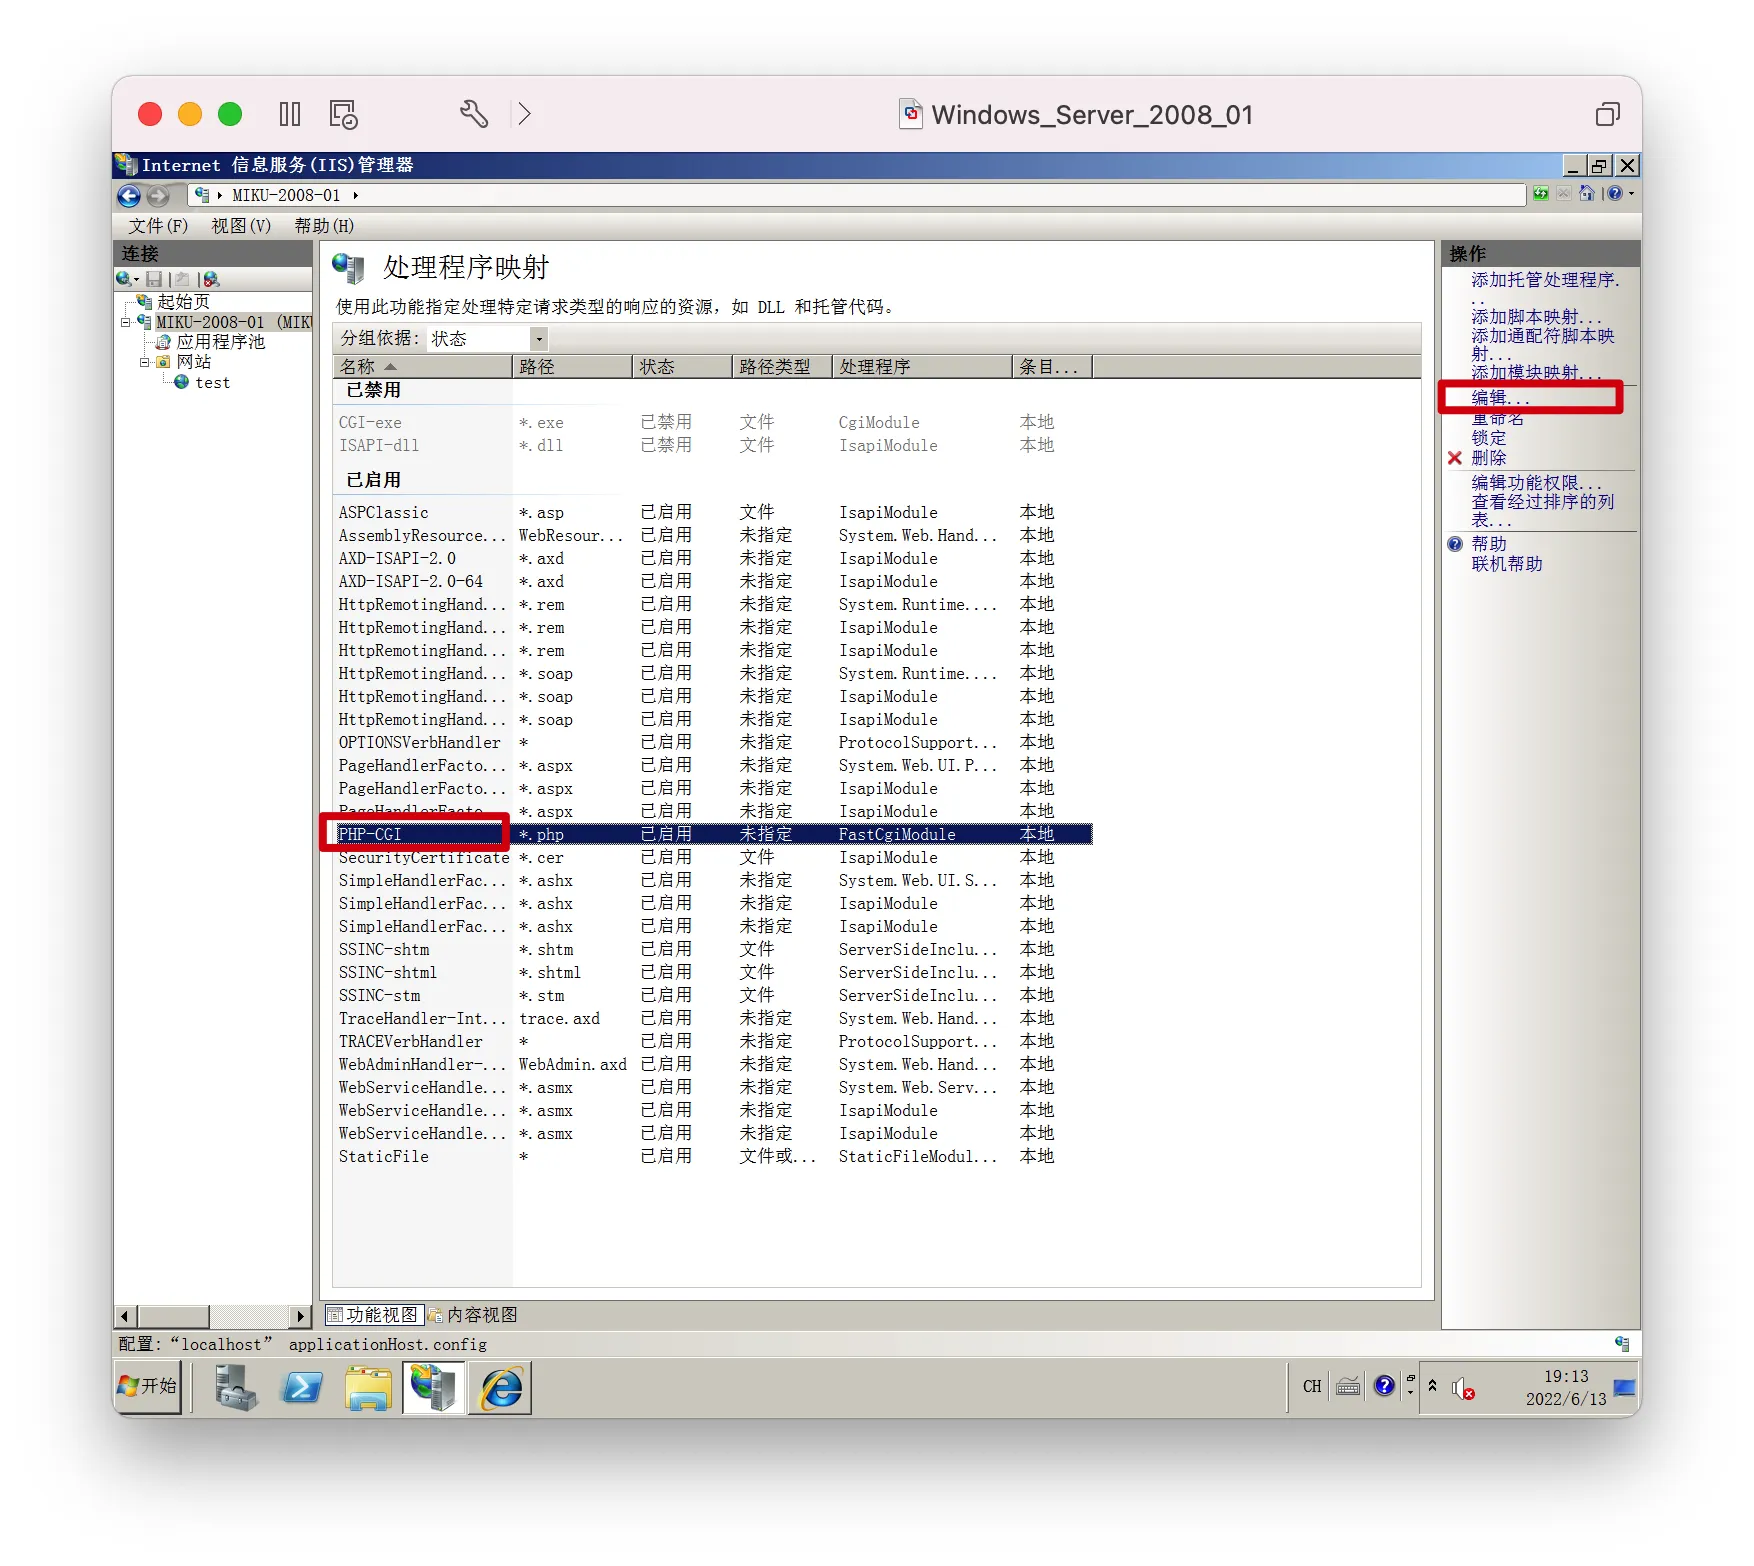 Windows_Server_2008_01
Internet 信息服务(IIS)管理器
MIKU-2008-01
文件(F) 视图(V) 帮助(H)
连接
起始页
MIKU-2008-01 (MIKU
应用程序池
网站
test
处理程序映射
使用此功能指定处理特定请求类型的响应的资源，如 DLL 和托管代码。
分组依据: 状态
名称 路径 状态 路径类型 处理程序 条目...
已禁用
CGI-exe *.exe 已禁用 文件 CgiModule 本地
ISAPI-dll *.dll 已禁用 文件 IsapiModule 本地
已启用
ASPClassic *.asp 已启用 文件 IsapiModule 本地
AssemblyResource... WebResour... 已启用 未指定 System.Web.Hand... 本地
AXD-ISAPI-2.0 *.axd 已启用 未指定 IsapiModule 本地
AXD-ISAPI-2.0-64 *.axd 已启用 未指定 IsapiModule 本地
HttpRemotingHand... *.rem 已启用 未指定 System.Runtime.... 本地
HttpRemotingHand... *.rem 已启用 未指定 IsapiModule 本地
HttpRemotingHand... *.rem 已启用 未指定 IsapiModule 本地
HttpRemotingHand... *.soap 已启用 未指定 System.Runtime.... 本地
HttpRemotingHand... *.soap 已启用 未指定 IsapiModule 本地
HttpRemotingHand... *.soap 已启用 未指定 IsapiModule 本地
OPTIONSVerbHandler * 已启用 未指定 ProtocolSupport... 本地
PageHandlerFacto... *.aspx 已启用 未指定 System.Web.UI.P... 本地
PageHandlerFacto... *.aspx 已启用 未指定 IsapiModule 本地
PageHandlerFacto... *.aspx 已启用 未指定 IsapiModule 本地
PHP-CGI *.php 已启用 未指定 FastCgiModule 本地
SecurityCertificate *.cer 已启用 文件 IsapiModule 本地
SimpleHandlerFac... *.ashx 已启用 未指定 System.Web.UI.S... 本地
SimpleHandlerFac... *.ashx 已启用 未指定 IsapiModule 本地
SimpleHandlerFac... *.ashx 已启用 未指定 IsapiModule 本地
SSINC-shtm *.shtm 已启用 文件 ServerSideInclu... 本地
SSINC-shtml *.shtml 已启用 文件 ServerSideInclu... 本地
SSINC-stm *.stm 已启用 文件 ServerSideInclu... 本地
TraceHandler-Int... trace.axd 已启用 未指定 System.Web.Hand... 本地
TRACEVerbHandler * 已启用 未指定 ProtocolSupport... 本地
WebAdminHandler-... WebAdmin.axd 已启用 未指定 System.Web.Hand... 本地
WebServiceHandle... *.asmx 已启用 未指定 System.Web.Serv... 本地
WebServiceHandle... *.asmx 已启用 未指定 IsapiModule 本地
WebServiceHandle... *.asmx 已启用 未指定 IsapiModule 本地
StaticFile * 已启用 文件或... StaticFileModul... 本地
功能视图 内容视图
操作
添加托管处理程序.
..
添加脚本映射...
添加通配符脚本映
射...
添加模块映射...
编辑...
重命名
锁定
删除
编辑功能权限...
查看经过排序的列
表...
帮助
联机帮助
配置:“localhost” applicationHost.config
开始
CH
19:13
2022/6/13